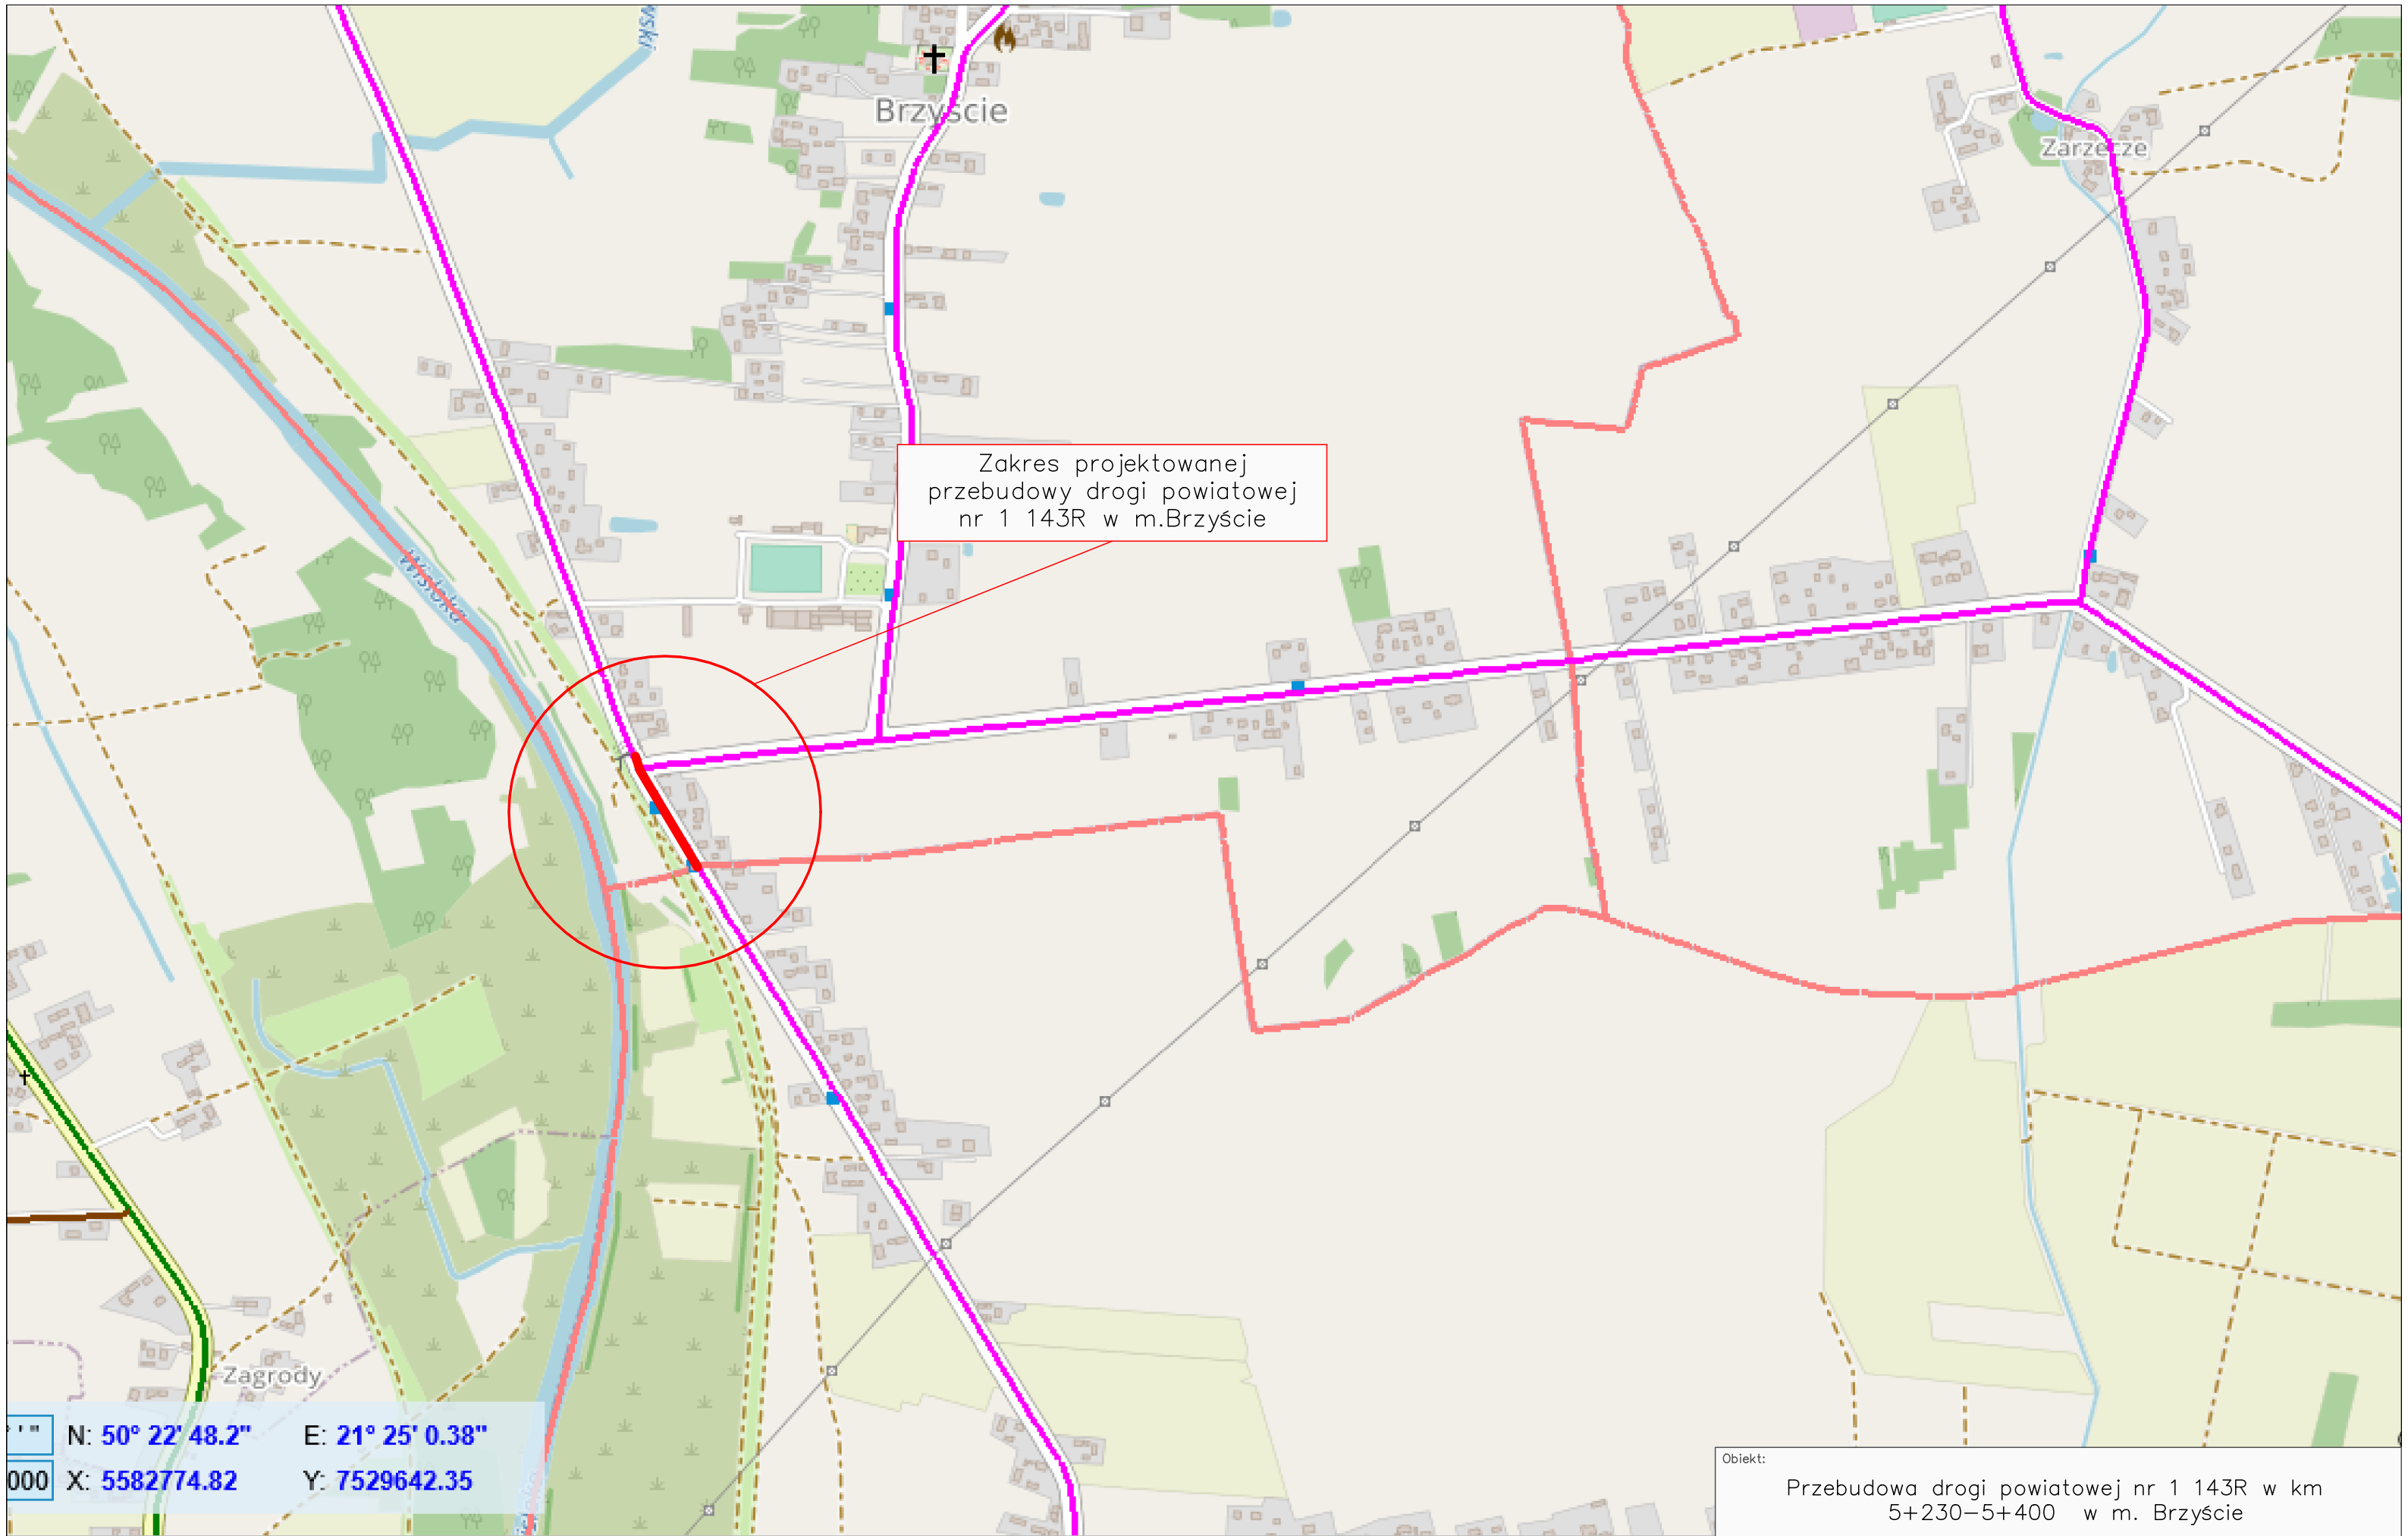 wski
Brzyście
Zarzecze
Zakres projektowanej
przebudowy drogi powiatowej
nr 1 143R w m.Brzyście
Wisłoka
Zagrody
° ' " N: 50° 22' 48.2" E: 21° 25' 0.38"
000 X: 5582774.82 Y: 7529642.35
Obiekt:
Przebudowa drogi powiatowej nr 1 143R w km
5+230-5+400 w m. Brzyście